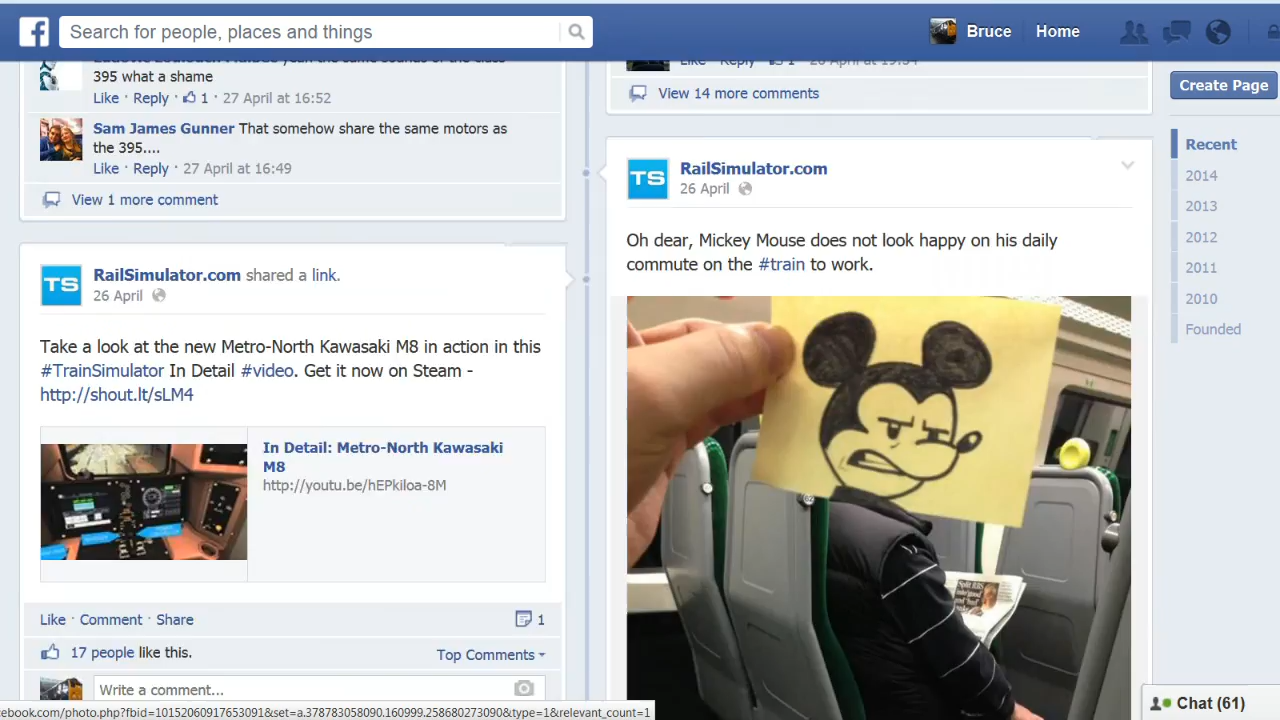 Search for people, places and things
Bruce
Home
395 what a shame
Like · Reply · 1 · 27 April at 16:52
Sam James Gunner That somehow share the same motors as
the 395....
Like · Reply · 27 April at 16:49
View 1 more comment
RailSimulator.com shared a link.
26 April
TS
Take a look at the new Metro-North Kawasaki M8 in action in this
#TrainSimulator In Detail #video. Get it now on Steam -
http://shout.lt/sLM4
In Detail: Metro-North Kawasaki
M8
http://youtu.be/hEPkiloa-8M
Like · Comment · Share
1
17 people like this.
Top Comments
Write a comment...
cebook.com/photo.php?fbid=10152060917653091&set=a.378783058090.160999.258620273090&type=1&relevant_count=1
Like · Reply · 1 · 26 April at 19:54
View 14 more comments
TS
RailSimulator.com
26 April
Oh dear, Mickey Mouse does not look happy on his daily
commute on the #train to work.
Create Page
Recent
2014
2013
2012
2011
2010
Founded
Chat (61)